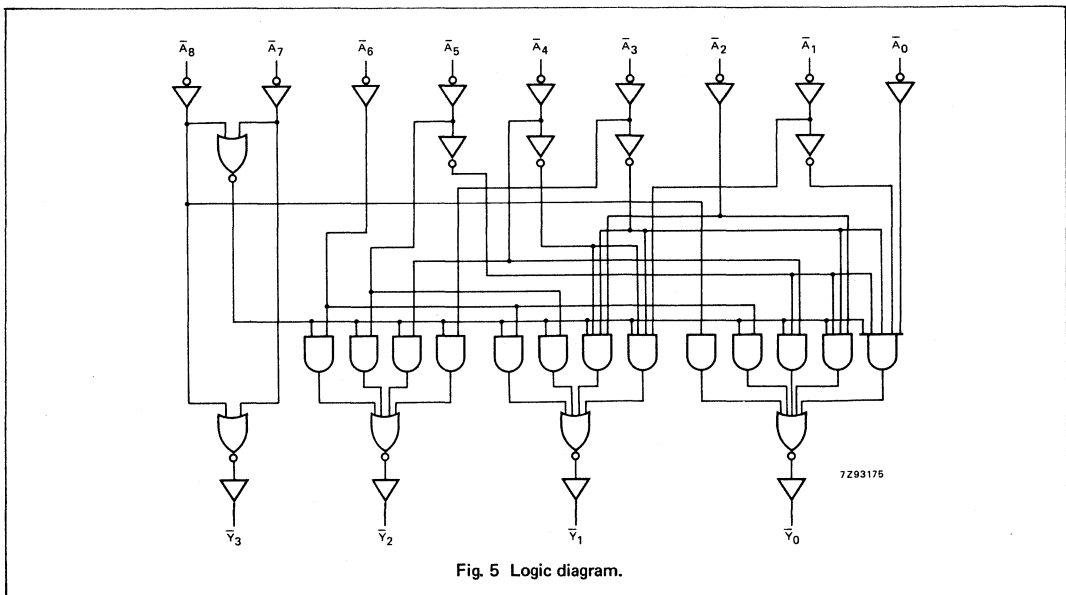 A̅8 A̅7 A̅6 A̅5 A̅4 A̅3 A̅2 A̅1 A̅0
7Z93175
Y̅3 Y̅2 Y̅1 Y̅0
Fig. 5 Logic diagram.